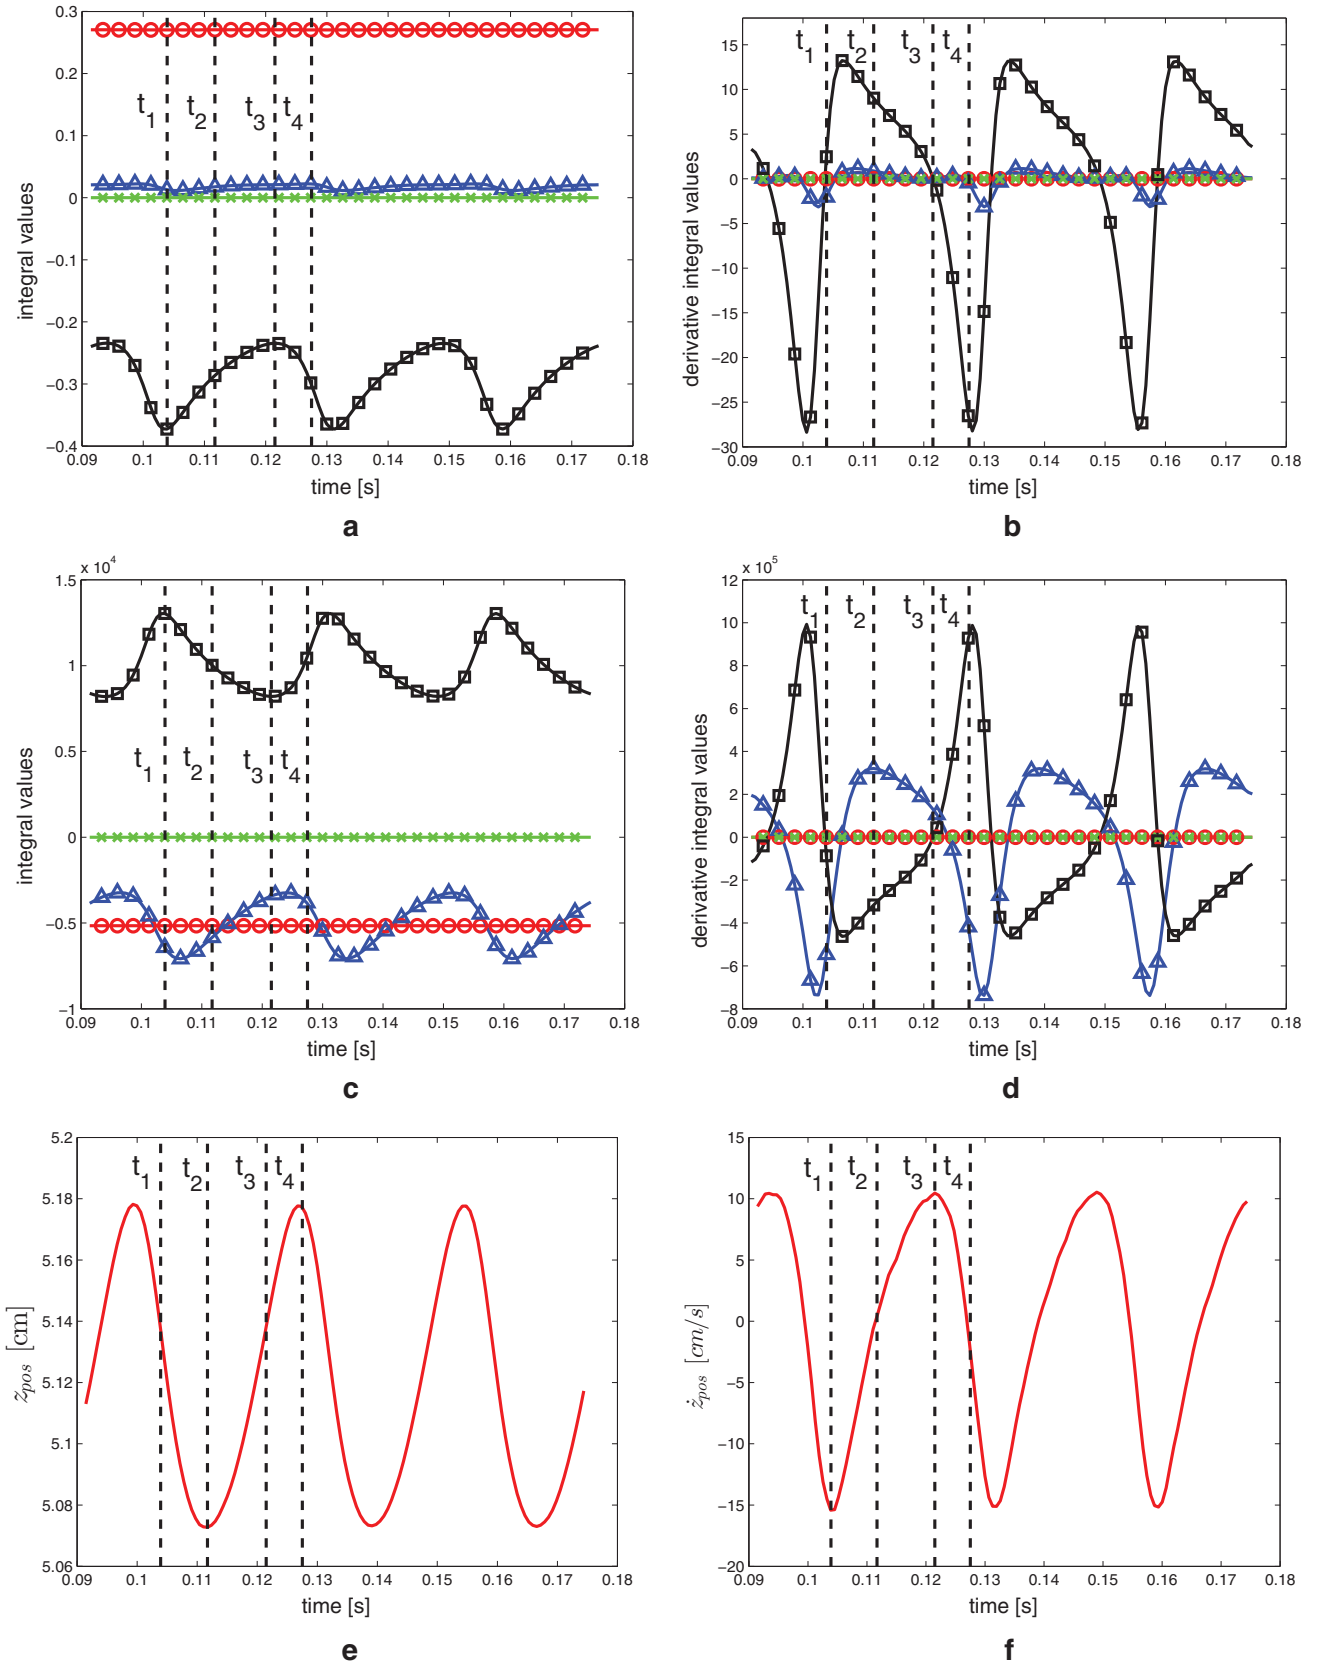 0.3
0.2
0.1
0
−0.1
−0.2
−0.3
−0.4
integral values
t1
t2
t3
t4
0.09 0.1 0.11 0.12 0.13 0.14 0.15 0.16 0.17 0.18
time [s]
a
15
10
5
0
−5
−10
−15
−20
−25
−30
derivative integral values
t1
t2
t3
t4
0.09 0.1 0.11 0.12 0.13 0.14 0.15 0.16 0.17 0.18
time [s]
b
x 10^4
1.5
1
0.5
0
−0.5
−1
integral values
t1
t2
t3
t4
0.09 0.1 0.11 0.12 0.13 0.14 0.15 0.16 0.17 0.18
time [s]
c
x 10^5
12
10
8
6
4
2
0
−2
−4
−6
−8
derivative integral values
t1
t2
t3
t4
0.09 0.1 0.11 0.12 0.13 0.14 0.15 0.16 0.17 0.18
time [s]
d
5.2
5.18
5.16
5.14
5.12
5.1
5.08
5.06
z_pos [cm]
t1
t2
t3
t4
0.09 0.1 0.11 0.12 0.13 0.14 0.15 0.16 0.17 0.18
time [s]
e
15
10
5
0
−5
−10
−15
−20
ż_pos [cm/s]
t1
t2
t3
t4
0.09 0.1 0.11 0.12 0.13 0.14 0.15 0.16 0.17 0.18
time [s]
f